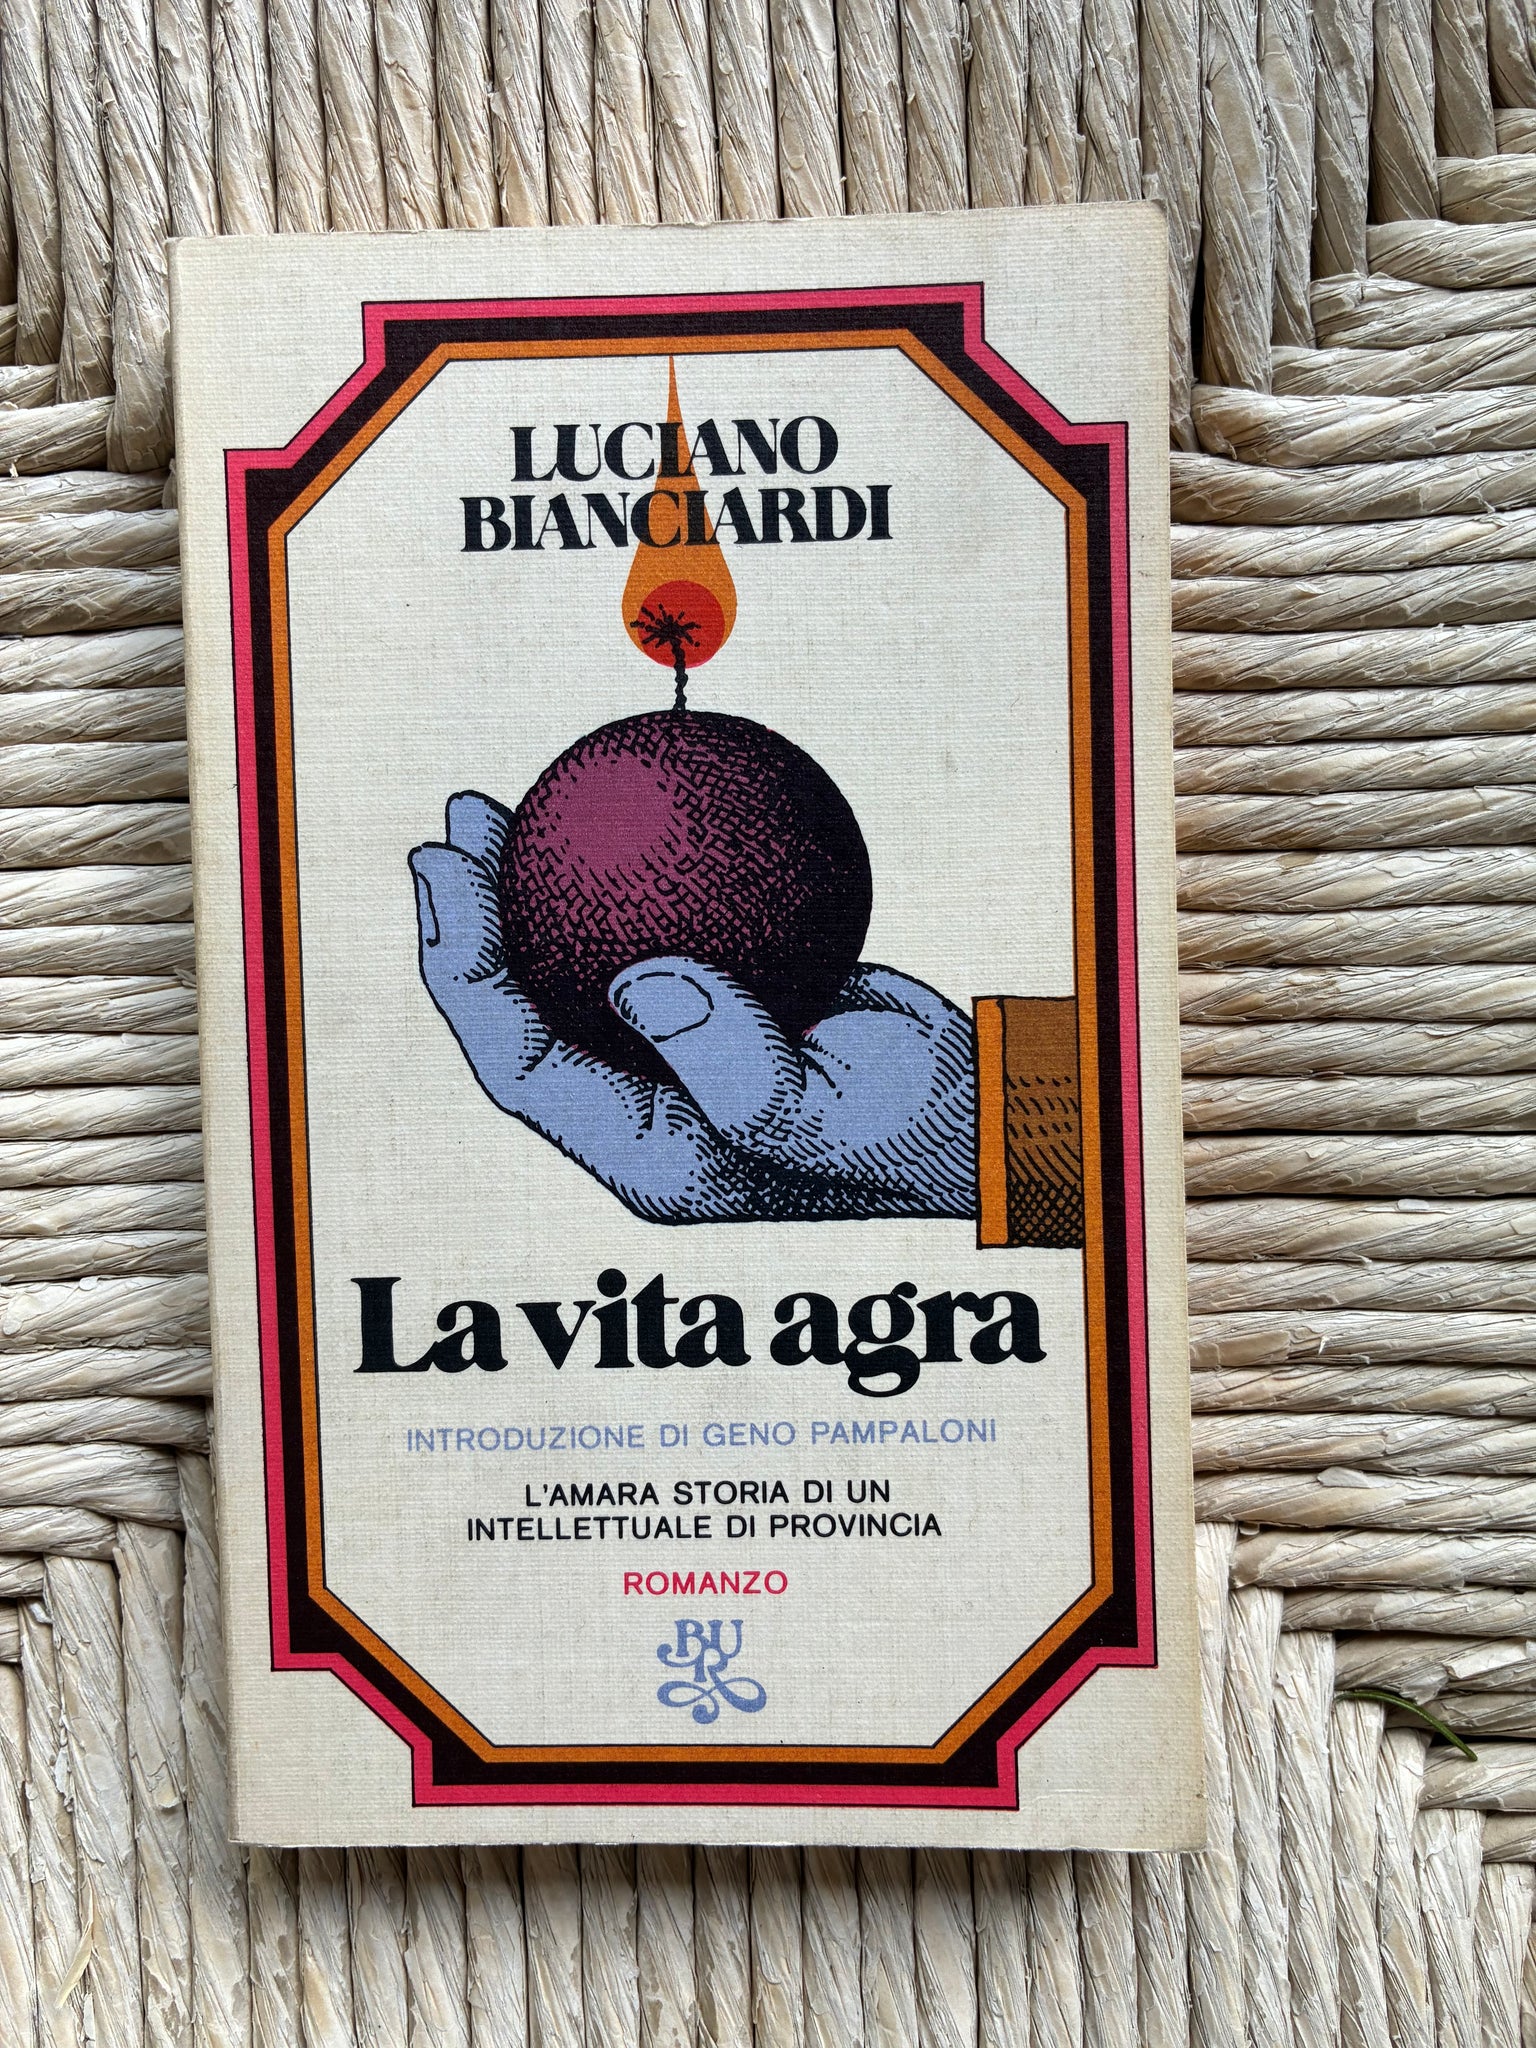 LUCIANO
BIANCIARDI
La vita agra
INTRODUZIONE DI GENO PAMPALONI
L'AMARA STORIA DI UN
INTELLETTUALE DI PROVINCIA
ROMANZO
BUR